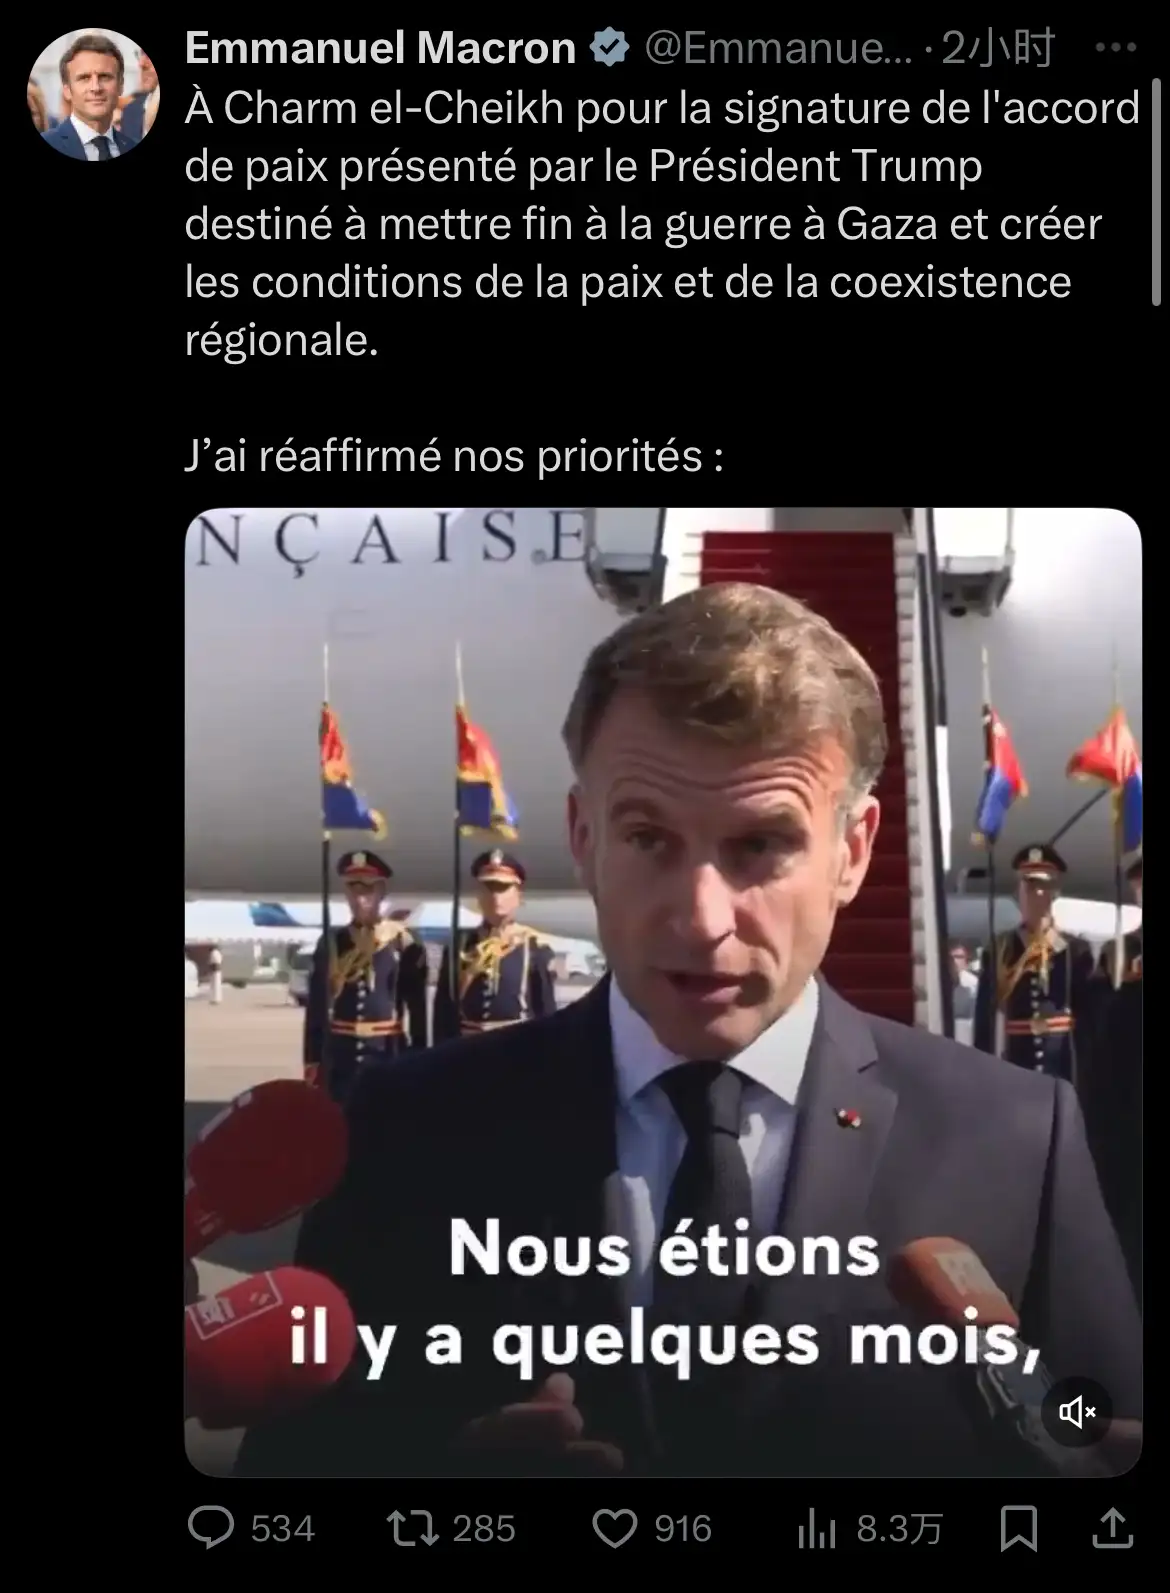 Emmanuel Macron @Emmanue... · 2小时
À Charm el-Cheikh pour la signature de l'accord
de paix présenté par le Président Trump
destiné à mettre fin à la guerre à Gaza et créer
les conditions de la paix et de la coexistence
régionale.
J’ai réaffirmé nos priorités :
NÇAISE
Nous étions
il y a quelques mois,
534 285 916 8.3万